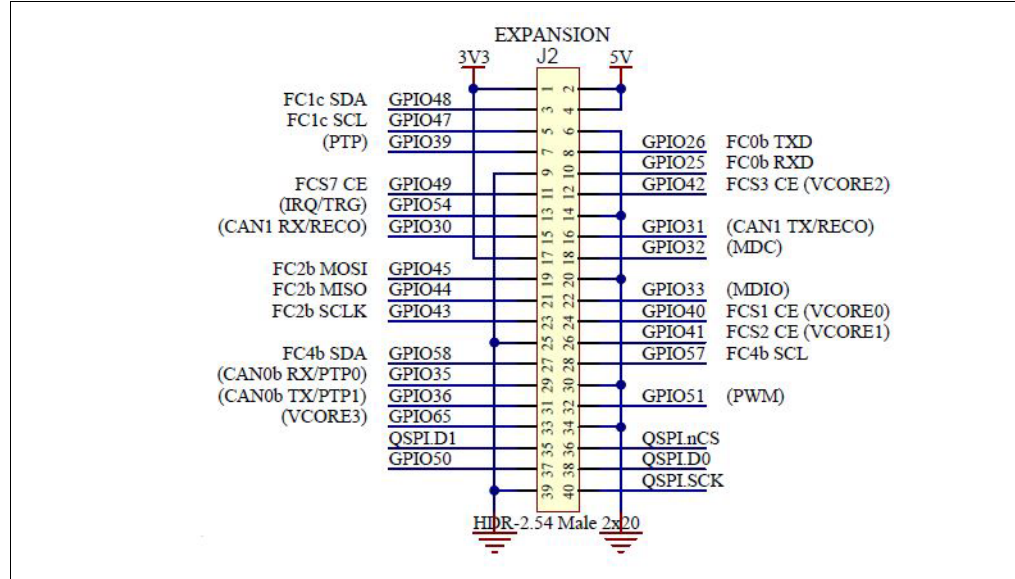 EXPANSION
3V3 J2 5V
1 2
FC1c SDA GPIO48 3 4
FC1c SCL GPIO47 5 6
(PTP) GPIO39 7 8 GPIO26 FC0b TXD
9 10 GPIO25 FC0b RXD
FCS7 CE GPIO49 11 12 GPIO42 FCS3 CE (VCORE2)
(IRQ/TRG) GPIO54 13 14
(CAN1 RX/RECO) GPIO30 15 16 GPIO31 (CAN1 TX/RECO)
17 18 GPIO32 (MDC)
FC2b MOSI GPIO45 19 20
FC2b MISO GPIO44 21 22 GPIO33 (MDIO)
FC2b SCLK GPIO43 23 24 GPIO40 FCS1 CE (VCORE0)
25 26 GPIO41 FCS2 CE (VCORE1)
FC4b SDA GPIO58 27 28 GPIO57 FC4b SCL
(CAN0b RX/PTP0) GPIO35 29 30
(CAN0b TX/PTP1) GPIO36 31 32 GPIO51 (PWM)
(VCORE3) GPIO65 33 34
QSPI.D1 35 36 QSPI.nCS
GPIO50 37 38 QSPI.D0
39 40 QSPI.SCK
HDR-2.54 Male 2x20